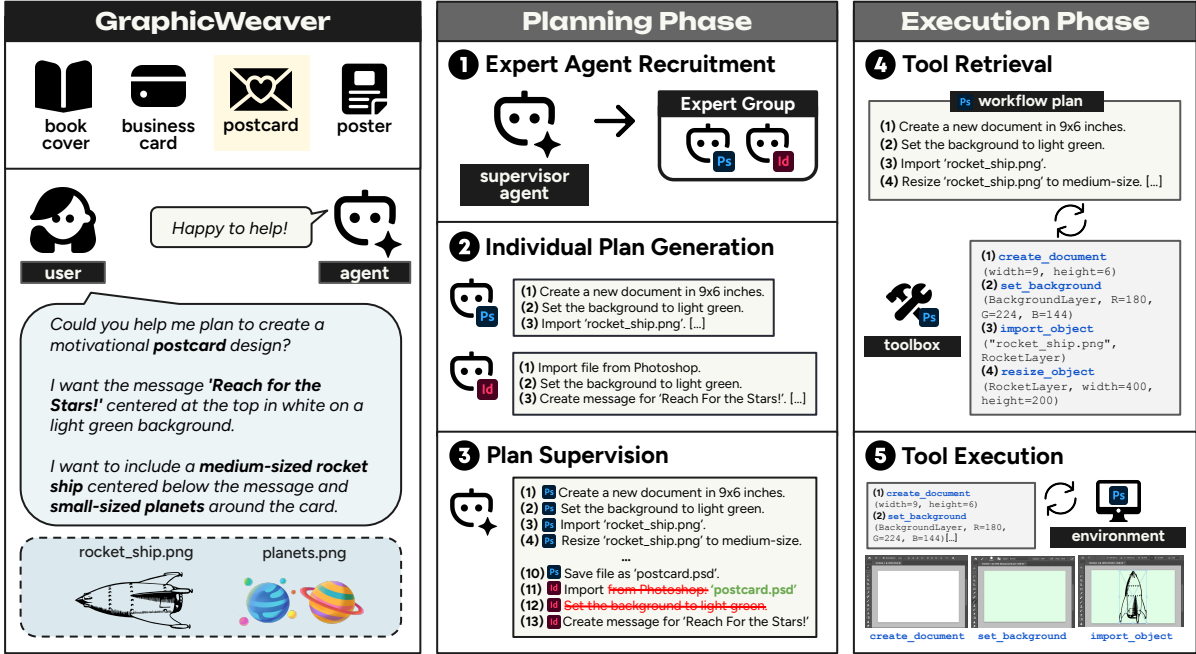 GraphicWeaver
book
cover
business
card
postcard
poster
user
Happy to help!
agent
Could you help me plan to create a
motivational postcard design?
I want the message 'Reach for the
Stars!' centered at the top in white on a
light green background.
I want to include a medium-sized rocket
ship centered below the message and
small-sized planets around the card.
rocket_ship.png
planets.png
Planning Phase
1 Expert Agent Recruitment
supervisor
agent
Expert Group
Ps
Id
2 Individual Plan Generation
Ps
(1) Create a new document in 9x6 inches.
(2) Set the background to light green.
(3) Import 'rocket_ship.png'. [...]
Id
(1) Import file from Photoshop.
(2) Set the background to light green.
(3) Create message for 'Reach For the Stars!'. [...]
3 Plan Supervision
(1) Ps Create a new document in 9x6 inches.
(2) Ps Set the background to light green.
(3) Ps Import 'rocket_ship.png'.
(4) Ps Resize 'rocket_ship.png' to medium-size.
...
(10) Ps Save file as 'postcard.psd'.
(11) Id Import from Photoshop. 'postcard.psd'
(12) Id Set the background to light green.
(13) Id Create message for 'Reach For the Stars!'
Execution Phase
4 Tool Retrieval
Ps workflow plan
(1) Create a new document in 9x6 inches.
(2) Set the background to light green.
(3) Import 'rocket_ship.png'.
(4) Resize 'rocket_ship.png' to medium-size. [...]
Ps
toolbox
(1) create_document
(width=9, height=6)
(2) set_background
(BackgroundLayer, R=180,
G=224, B=144)
(3) import_object
("rocket_ship.png",
RocketLayer)
(4) resize_object
(RocketLayer, width=400,
height=200)
5 Tool Execution
(1) create_document
(width=9, height=6)
(2) set_background
(BackgroundLayer, R=180,
G=224, B=144)[...]
Ps
environment
create_document
set_background
import_object